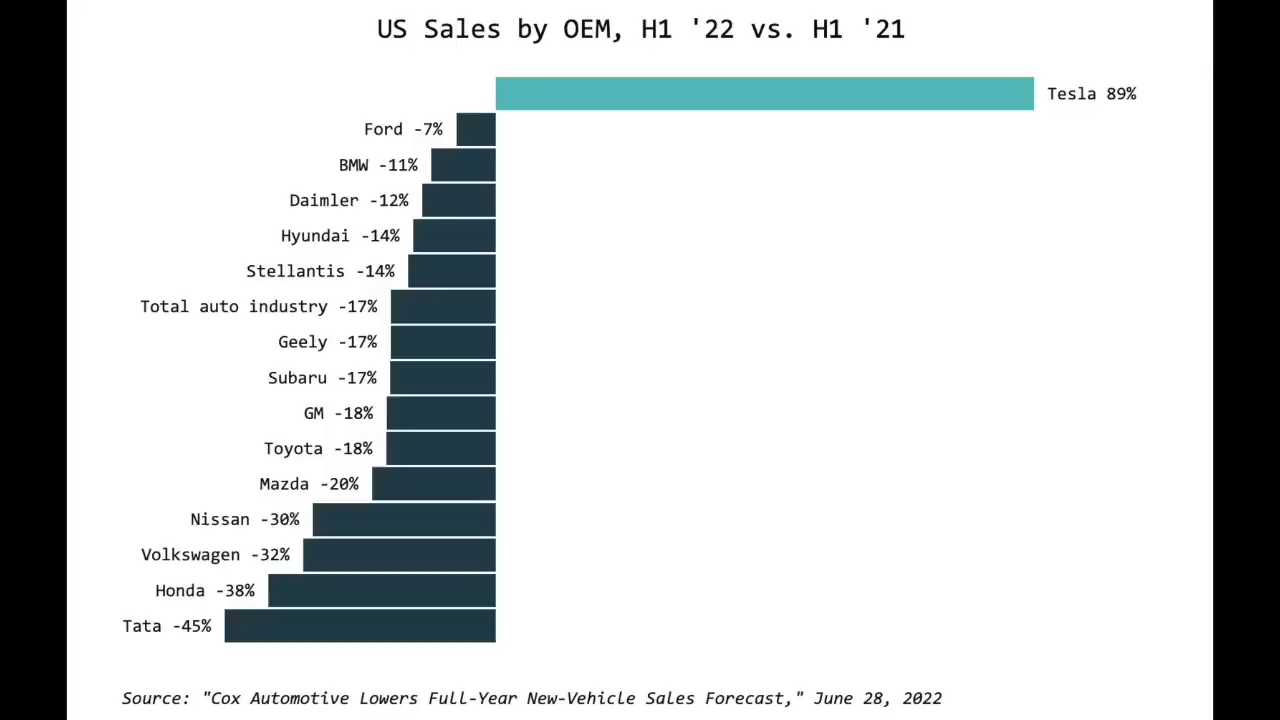 US Sales by OEM, H1 '22 vs. H1 '21
Tesla 89%
Ford -7%
BMW -11%
Daimler -12%
Hyundai -14%
Stellantis -14%
Total auto industry -17%
Geely -17%
Subaru -17%
GM -18%
Toyota -18%
Mazda -20%
Nissan -30%
Volkswagen -32%
Honda -38%
Tata -45%
Source: "Cox Automotive Lowers Full-Year New-Vehicle Sales Forecast," June 28, 2022